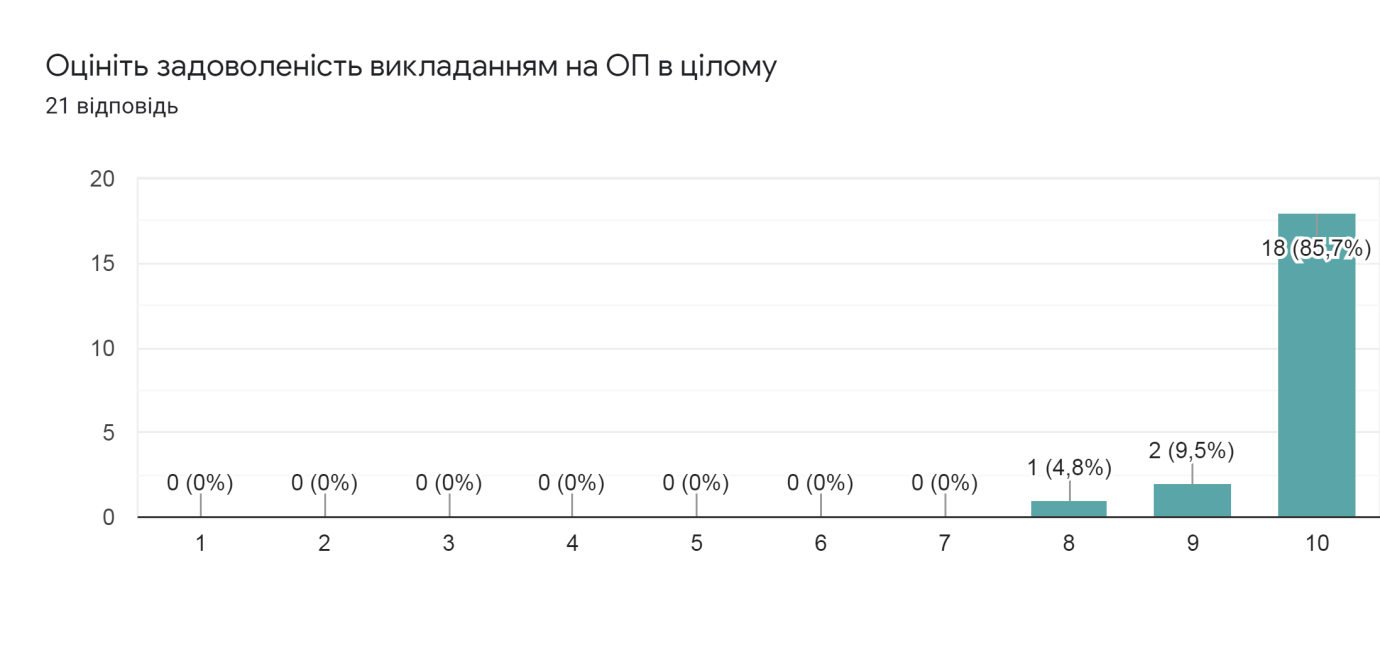 Оцініть задоволеність викладанням на ОП в цілому
21 відповідь
20
15
10
5
0
18 (85,7%)
2 (9,5%)
1 (4,8%)
0 (0%) 0 (0%) 0 (0%) 0 (0%) 0 (0%) 0 (0%) 0 (0%)
1 2 3 4 5 6 7 8 9 10